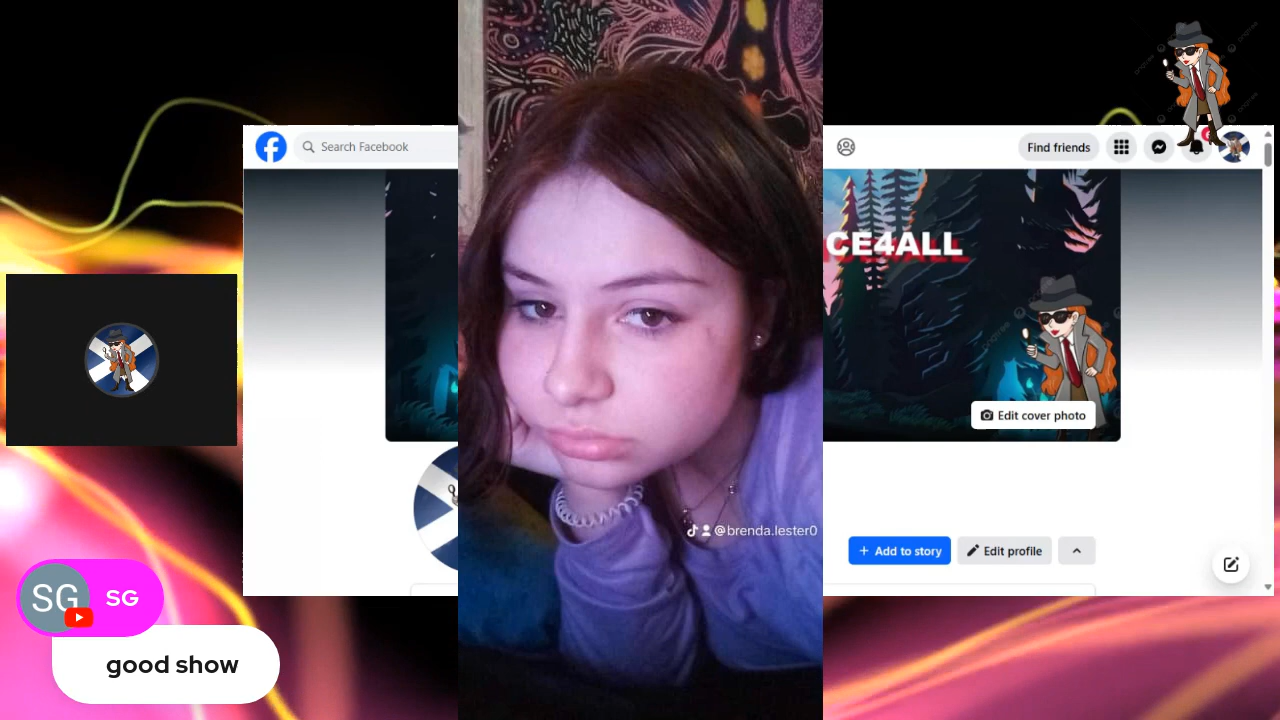 Search Facebook
Find friends
CE4ALL
Edit cover photo
@brenda.lester0
+ Add to story
Edit profile
SG
SG
good show